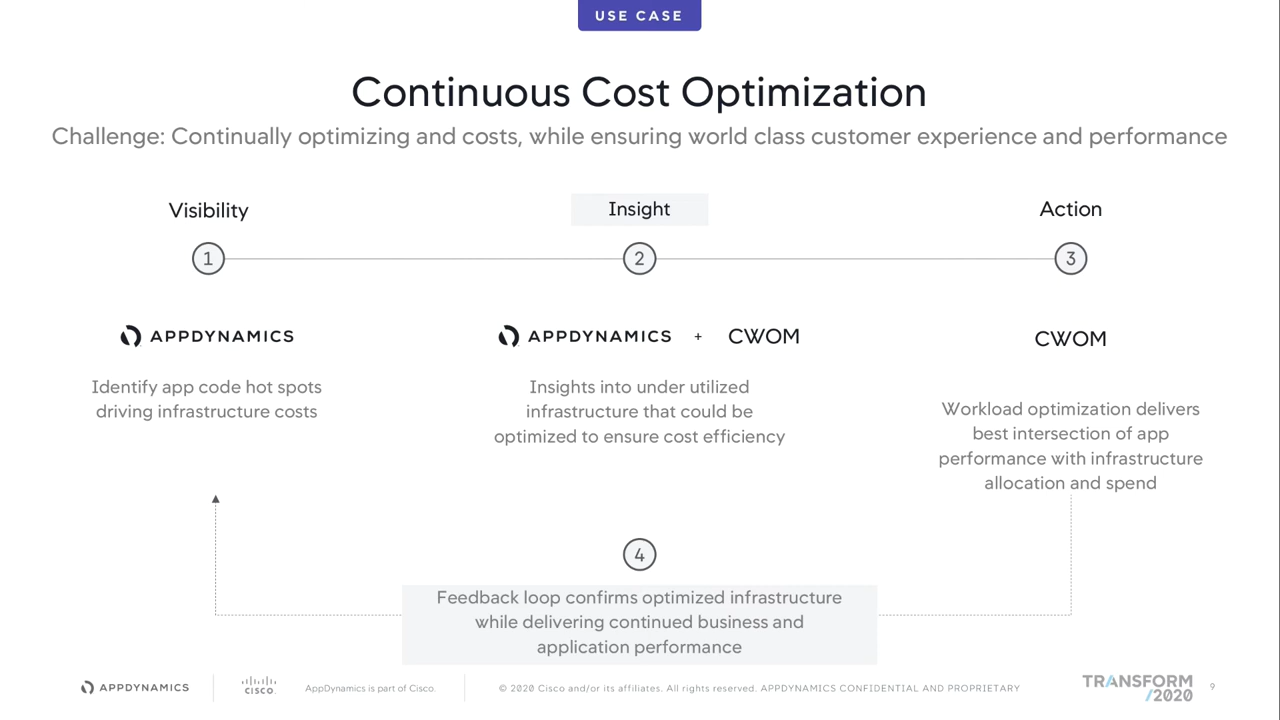 USE CASE
Continuous Cost Optimization
Challenge: Continually optimizing and costs, while ensuring world class customer experience and performance
Visibility
Insight
Action
1
2
3
APPDYNAMICS
APPDYNAMICS + CWOM
CWOM
Identify app code hot spots
driving infrastructure costs
Insights into under utilized
infrastructure that could be
optimized to ensure cost efficiency
Workload optimization delivers
best intersection of app
performance with infrastructure
allocation and spend
4
Feedback loop confirms optimized infrastructure
while delivering continued business and
application performance
APPDYNAMICS
CISCO
AppDynamics is part of Cisco.
© 2020 Cisco and/or its affiliates. All rights reserved. APPDYNAMICS CONFIDENTIAL AND PROPRIETARY
TRANSFORM
/2020
9